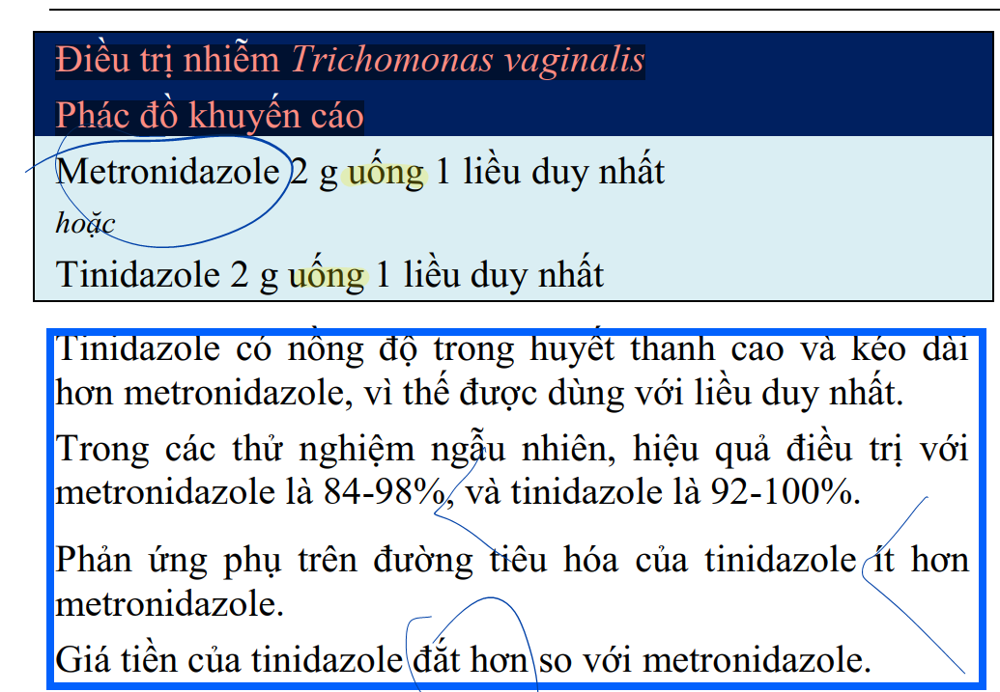 Điều trị nhiễm Trichomonas vaginalis
Phác đồ khuyến cáo
Metronidazole 2 g uống 1 liều duy nhất
hoặc
Tinidazole 2 g uống 1 liều duy nhất
Tinidazole có nồng độ trong huyết thanh cao và kéo dài
hơn metronidazole, vì thế được dùng với liều duy nhất.
Trong các thử nghiệm ngẫu nhiên, hiệu quả điều trị với
metronidazole là 84-98%, và tinidazole là 92-100%.
Phản ứng phụ trên đường tiêu hóa của tinidazole ít hơn
metronidazole.
Giá tiền của tinidazole đắt hơn so với metronidazole.